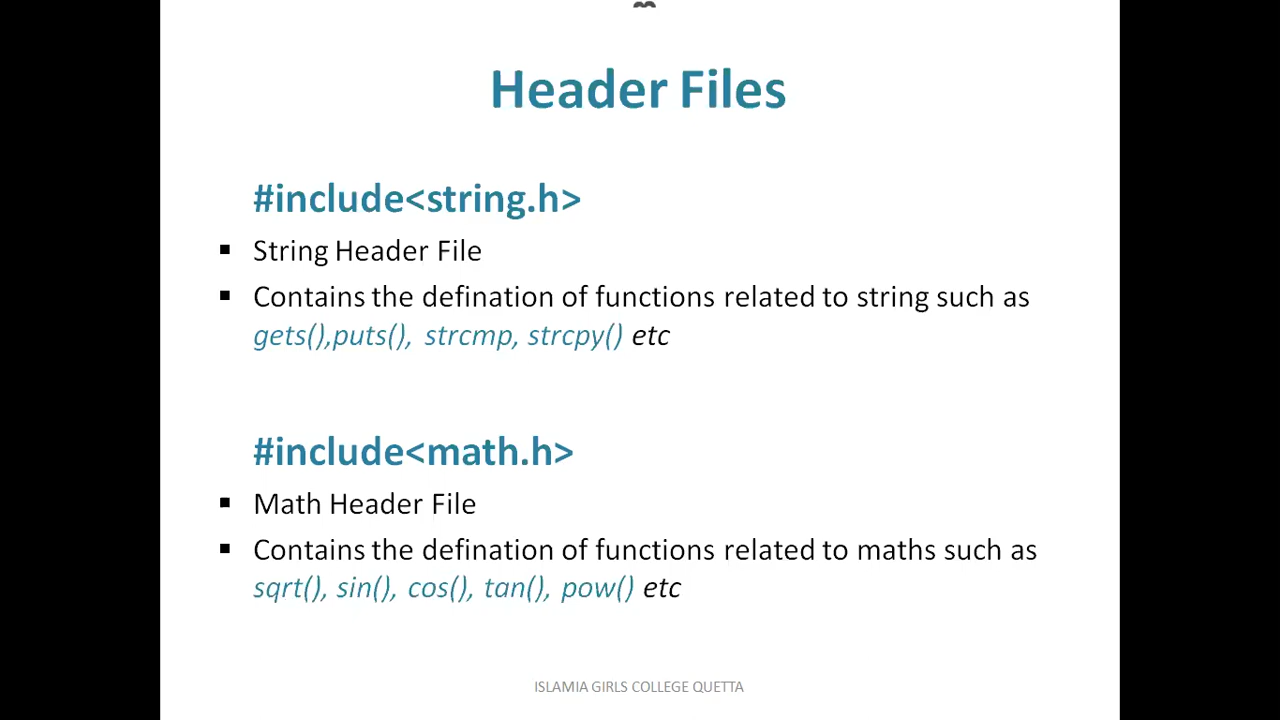 Header Files
#include<string.h>
▪ String Header File
▪ Contains the defination of functions related to string such as
gets(),puts(), strcmp, strcpy() etc
#include<math.h>
▪ Math Header File
▪ Contains the defination of functions related to maths such as
sqrt(), sin(), cos(), tan(), pow() etc
ISLAMIA GIRLS COLLEGE QUETTA